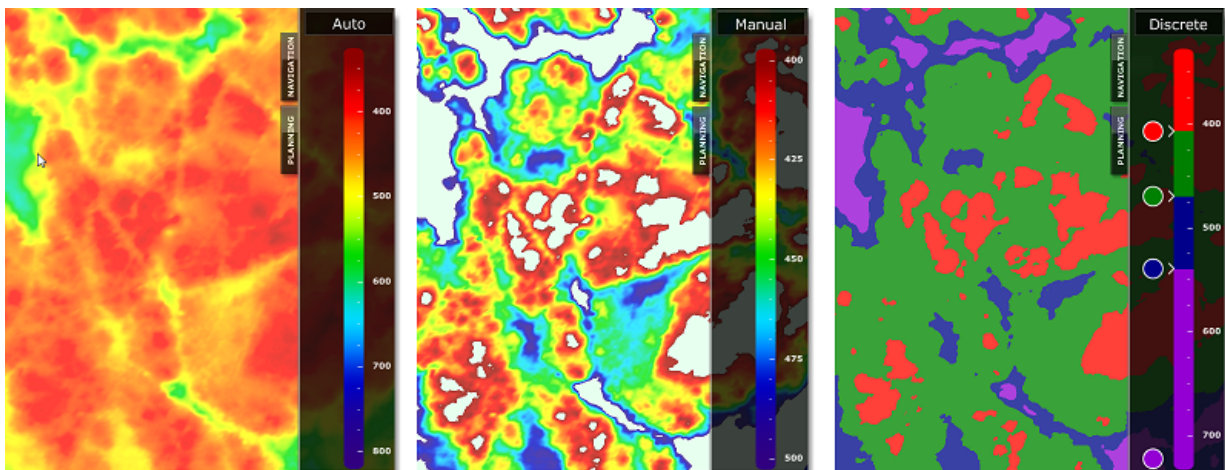 Auto
NAVIGATION
PLANNING
400
500
600
700
800
Manual
NAVIGATION
PLANNING
400
425
450
475
500
Discrete
NAVIGATION
PLANNING
400
500
600
700